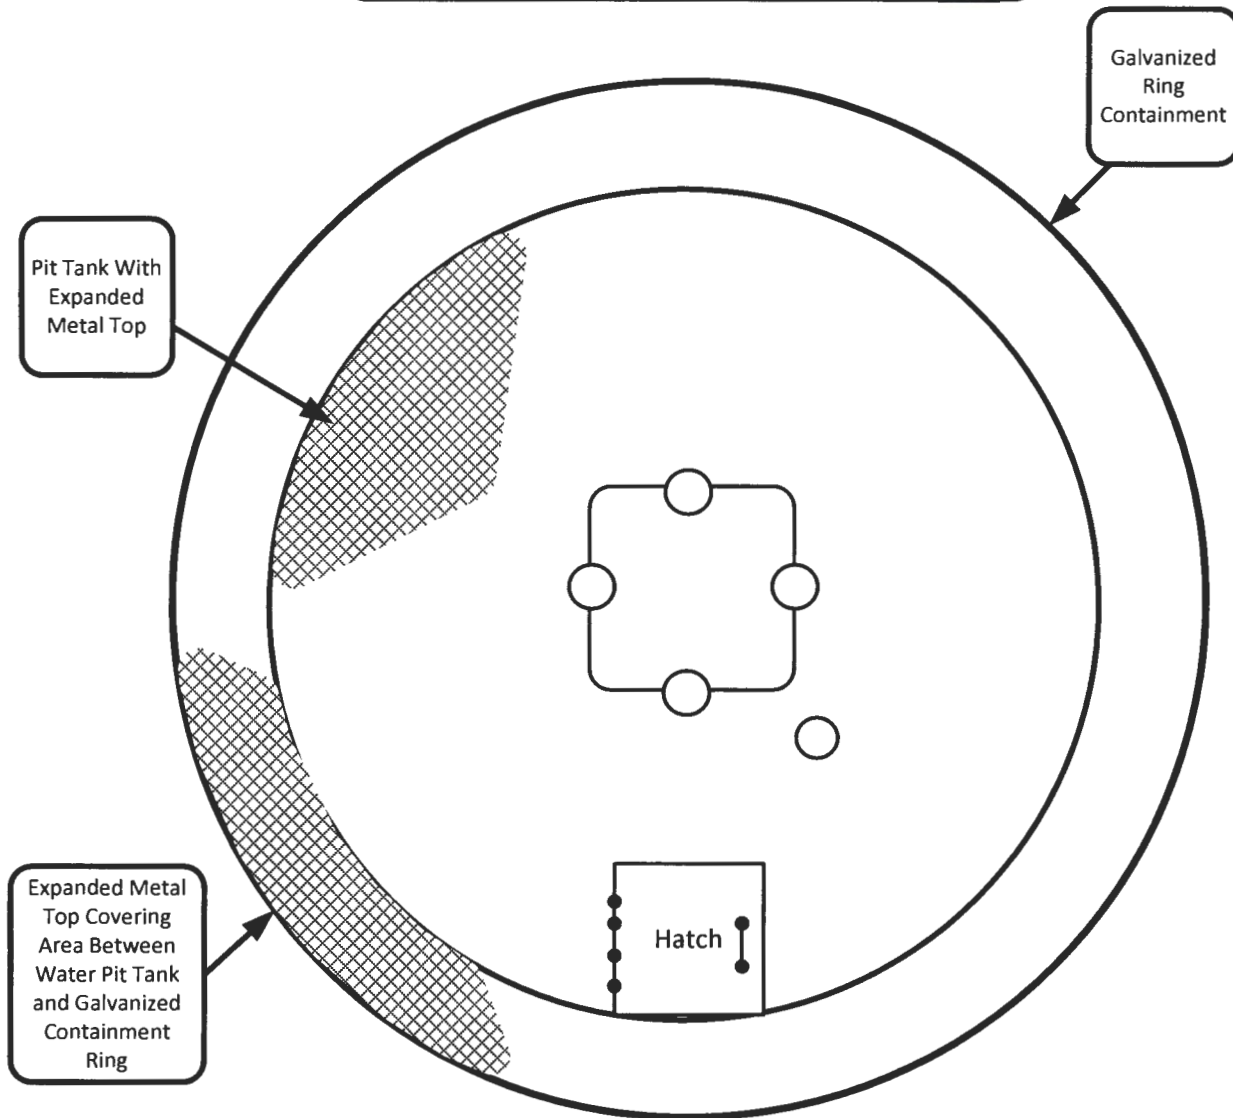 Galvanized
Ring
Containment
Pit Tank With
Expanded
Metal Top
Hatch
Expanded Metal
Top Covering
Area Between
Water Pit Tank
and Galvanized
Containment
Ring